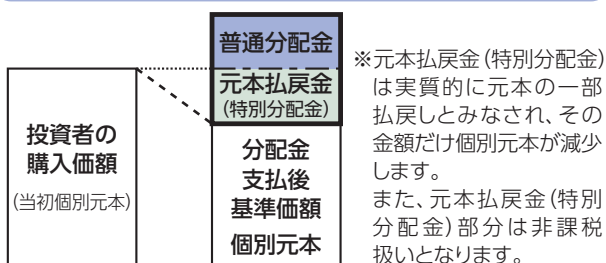 普通分配金
元本払戻金
(特別分配金)
投資者の
購入価額
(当初個別元本)
分配金
支払後
基準価額
個別元本
※元本払戻金(特別分配金)
は実質的に元本の一部
払戻しとみなされ、その
金額だけ個別元本が減少
します。
また、元本払戻金(特別
分配金)部分は非課税
扱いとなります。